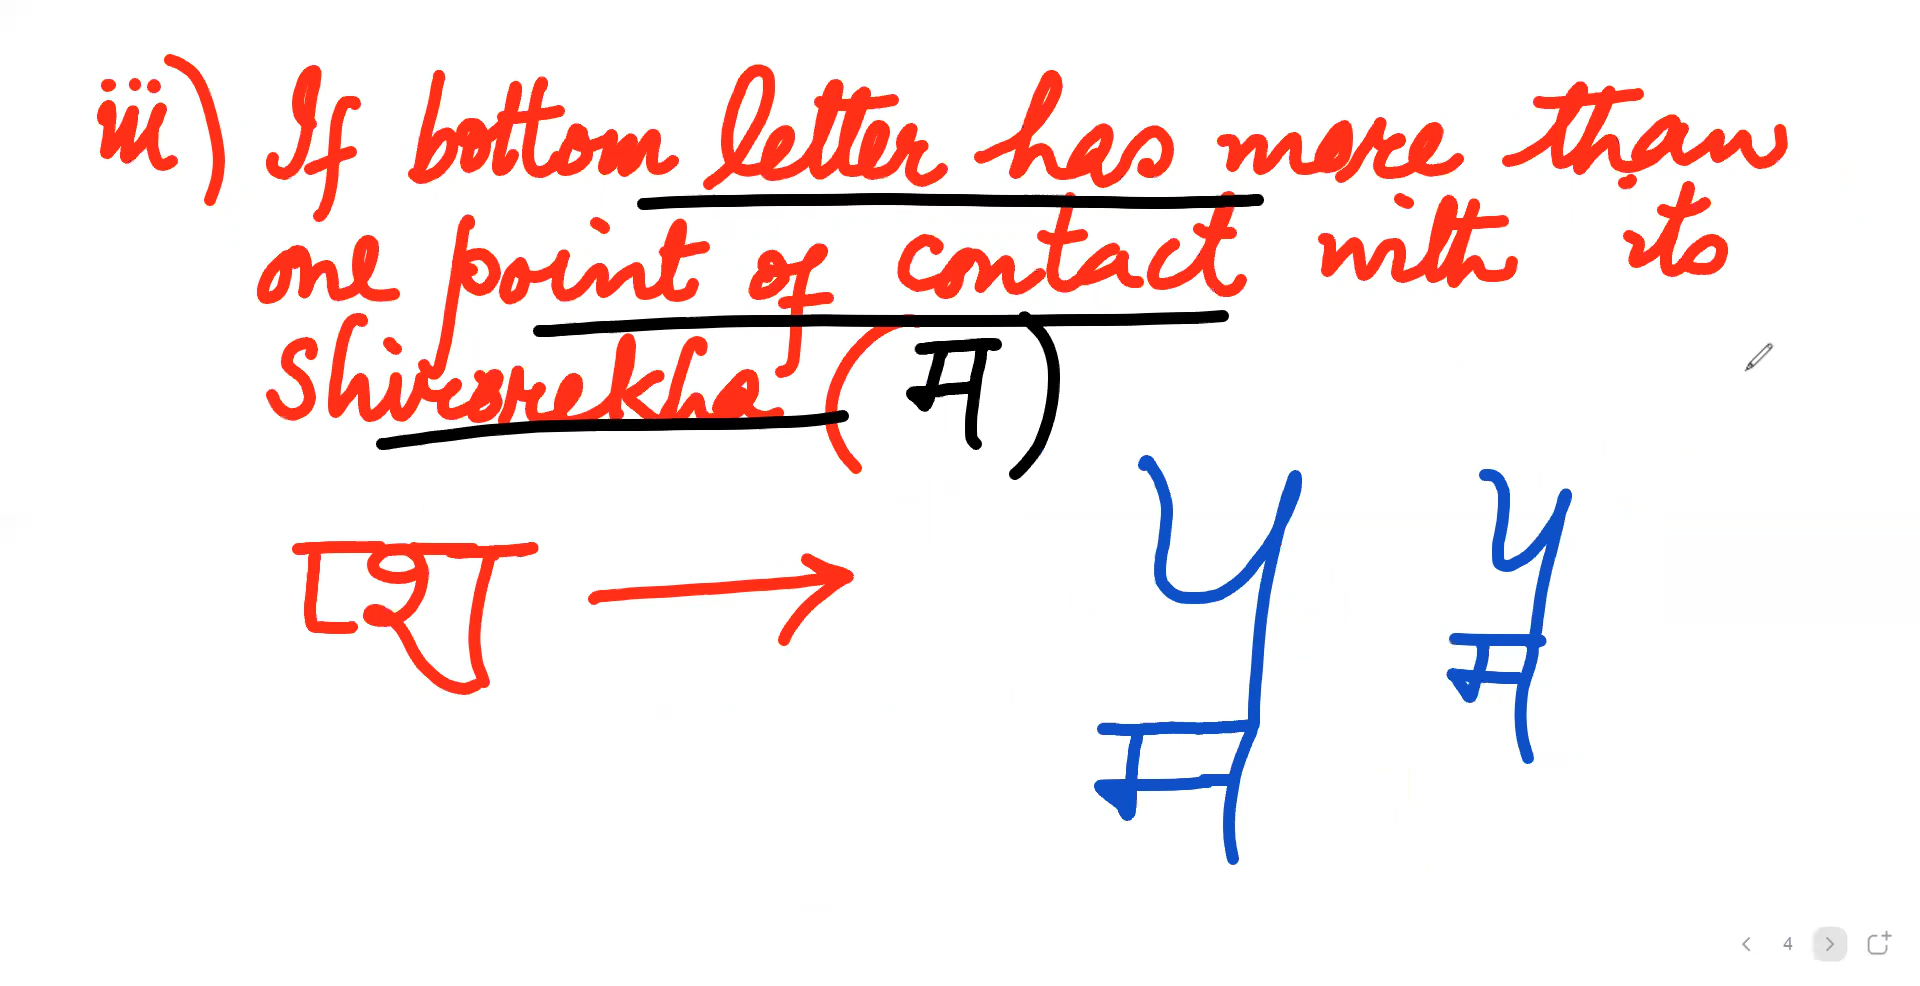 iii) If bottom letter has more than
one point of contact with its
Shirorekha (𑆯)
प्श → 𑆥𑇀𑆯 𑆥𑇀𑆯
4